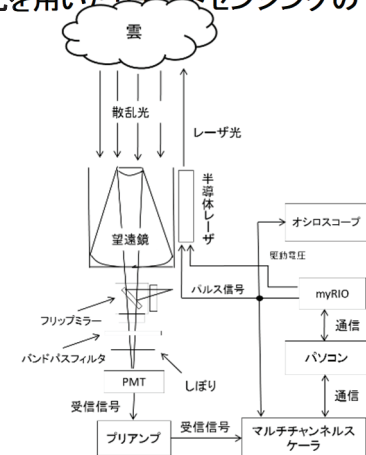 雲
散乱光
レーザ光
半導体レーザ
望遠鏡
オシロスコープ
駆動電圧
パルス信号
myRIO
フリップミラー
通信
バンドパスフィルタ
パソコン
しぼり
PMT
通信
受信信号
受信信号
プリアンプ
マルチチャンネルス
ケーラ